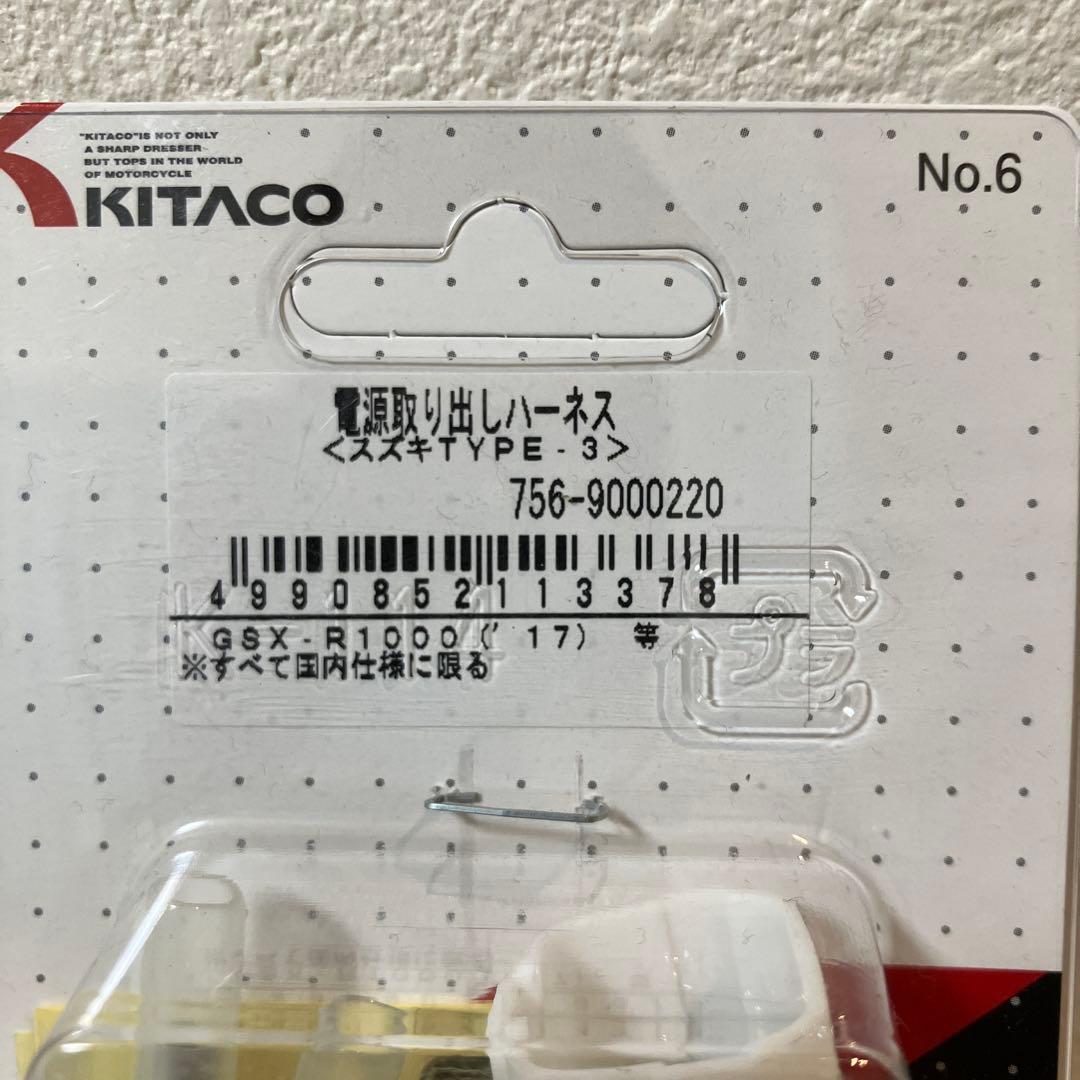 "KITACO"IS NOT ONLY
A SHARP DRESSER
BUT TOPS IN THE WORLD
OF MOTORCYCLE
KITACO
No.6
電源取り出しハーネス
<スズキTYPE-3>
756-9000220
4990852113378
GSX-R1000('17) 等
※すべて国内仕様に限る
プラ